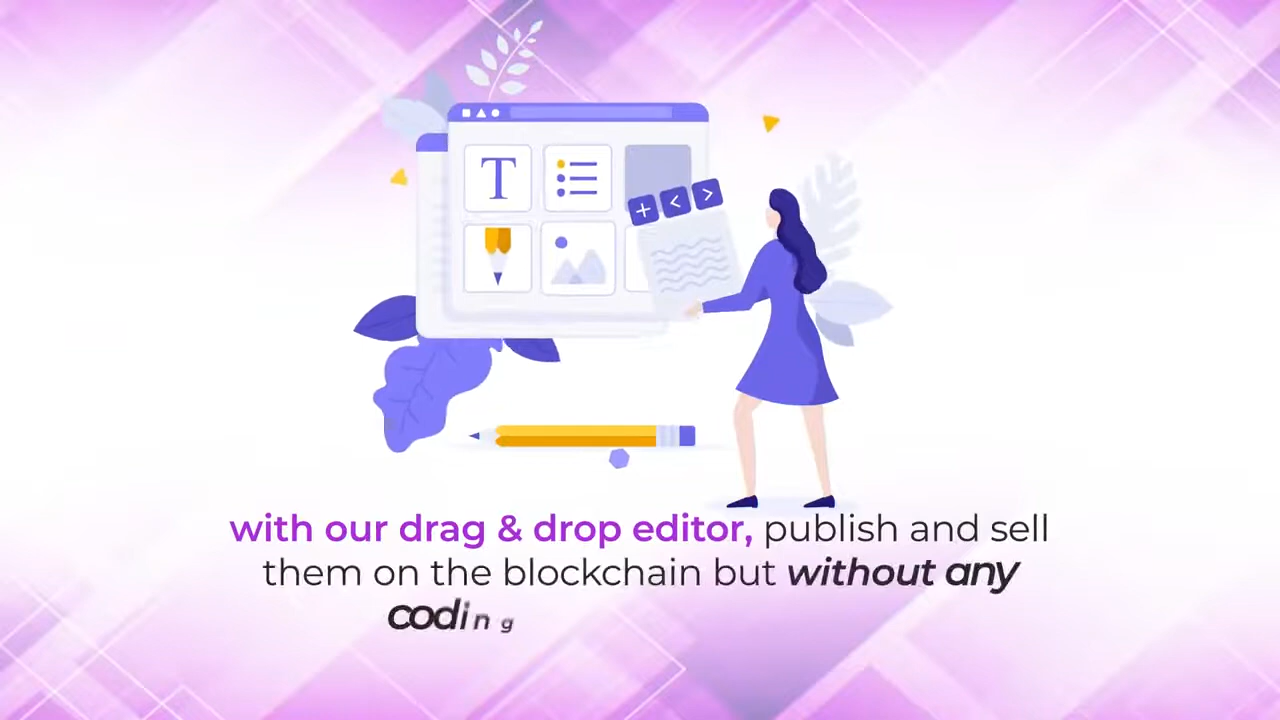 T
with our drag & drop editor, publish and sell
them on the blockchain but without any
coding